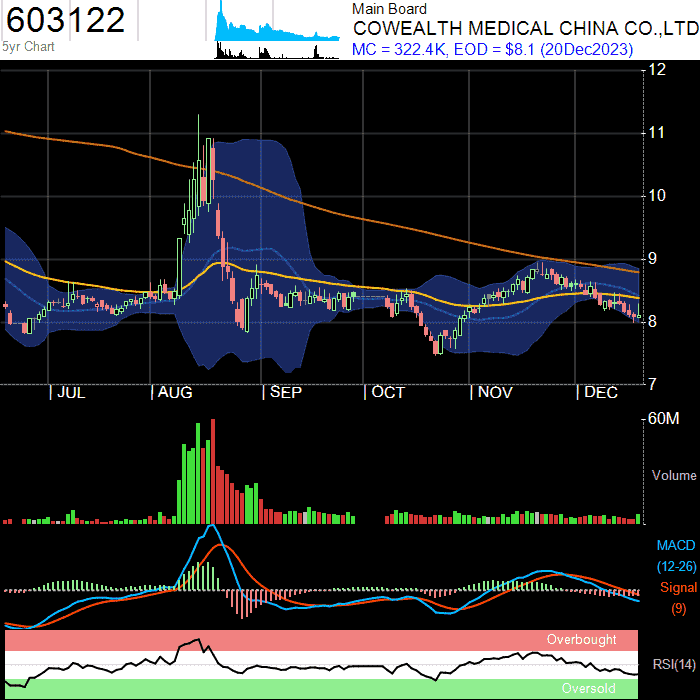 603122
5yr Chart
Main Board
COWEALTH MEDICAL CHINA CO.,LTD
MC = 322.4K, EOD = $8.1 (20Dec2023)
12
11
10
9
8
7
| JUL | AUG | SEP | OCT | NOV | DEC
60M
Volume
MACD
(12-26)
Signal
(9)
Overbought
RSI(14)
Oversold